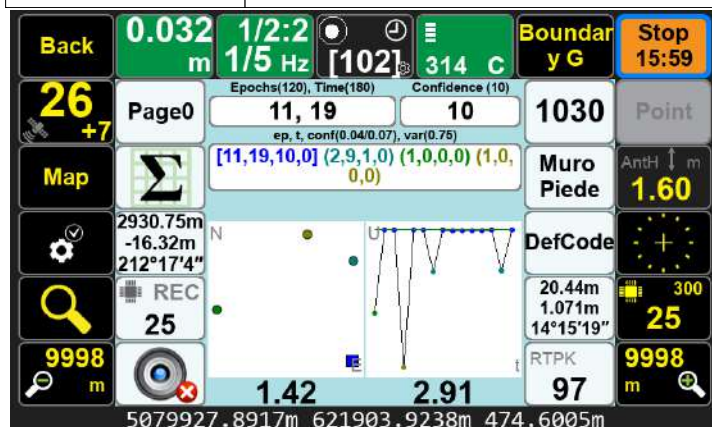 Back
0.032
m
1/2:2
1/5 Hz
[102]
314 C
Boundar
y G
Stop
15:59
26
+7
Page0
Epochs(120), Time(180)
Confidence (10)
11, 19
10
1030
Point
ep, t, conf(0.04/0.07), var(0.75)
Map
Σ
[11,19,10,0] (2,9,1,0) (1,0,0,0) (1,0,
0,0)
Muro
Piede
AntH m
1.60
2930.75m
-16.32m
212°17'4"
N
U
DefCode
REC
25
20.44m
1.071m
14°15'19"
300
25
9998
m
E
t
RTPK
97
9998
m
1.42
2.91
5079927.8917m 621903.9238m 474.6005m